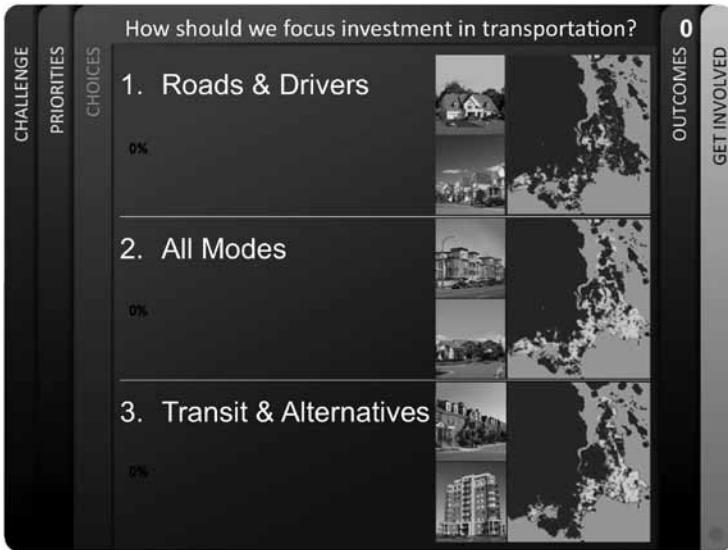 How should we focus investment in transportation?
0
CHALLENGE
PRIORITIES
CHOICES
1. Roads & Drivers
0%
2. All Modes
0%
3. Transit & Alternatives
0%
OUTCOMES
GET INVOLVED